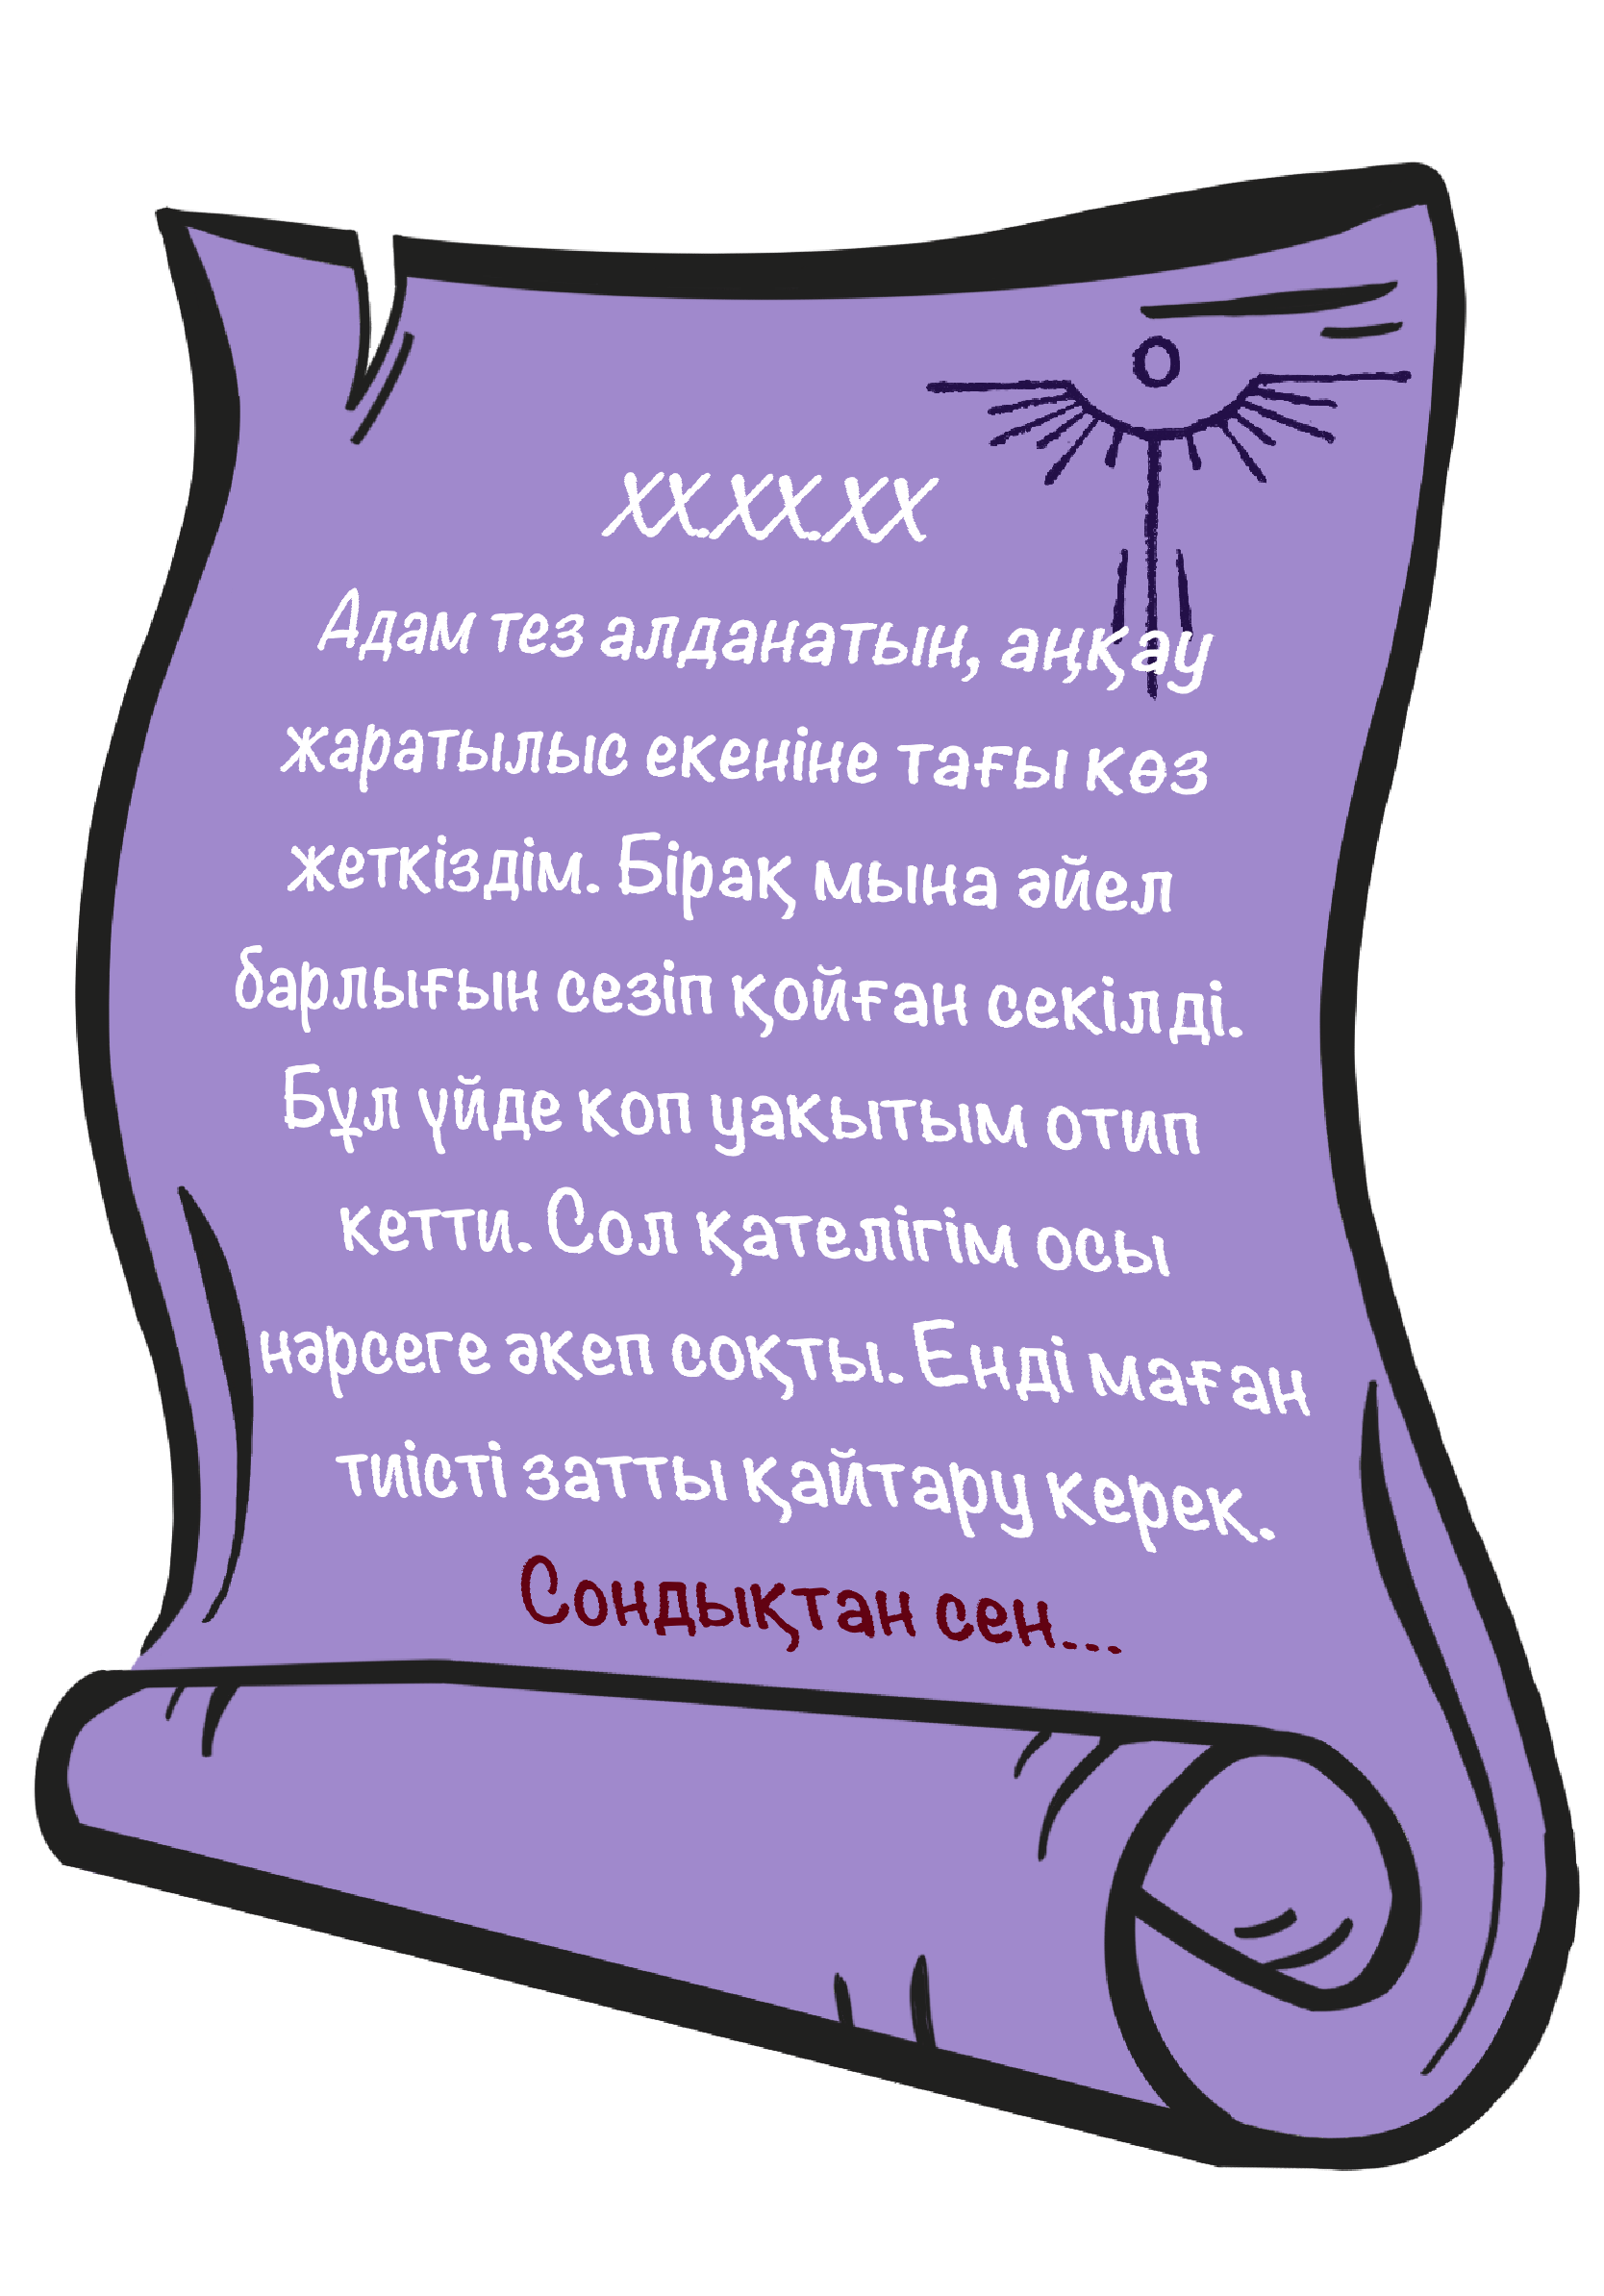 XX.XX.XX
Адам тез алданатын, аңқау
жаратылыс екеніне тағы көз
жеткіздім. Бірақ мына әйел
барлығын сезіп қойған секілді.
Бұл үйде коп уакытым отип
кетти. Сол қателігім осы
нәрсеге әкеп соқты. Енді маған
тиісті затты қайтару керек.
Сондықтан сен...